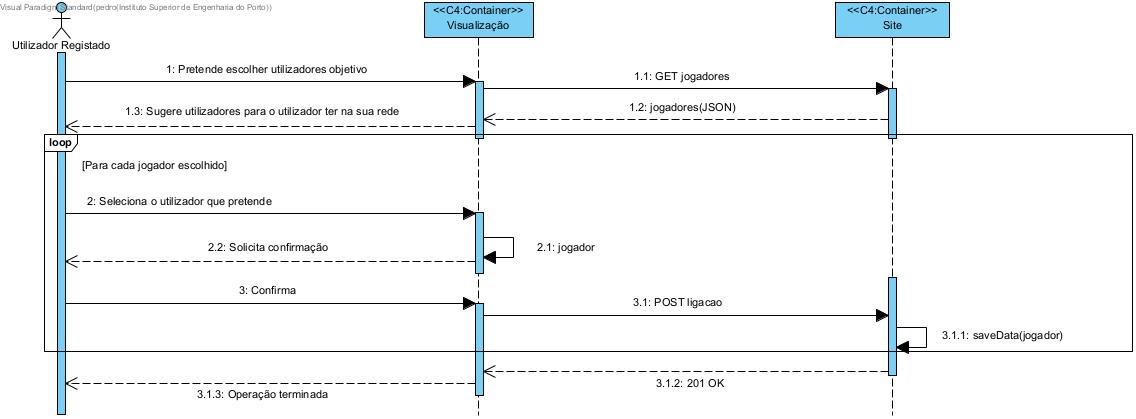 Visual Paradigm Standard(pedro(Instituto Superior de Engenharia do Porto))
<<C4:Container>>
Visualização
<<C4:Container>>
Site
Utilizador Registado
1: Pretende escolher utilizadores objetivo
1.1: GET jogadores
1.2: jogadores(JSON)
1.3: Sugere utilizadores para o utilizador ter na sua rede
loop
[Para cada jogador escolhido]
2: Seleciona o utilizador que pretende
2.1: jogador
2.2: Solicita confirmação
3: Confirma
3.1: POST ligacao
3.1.1: saveData(jogador)
3.1.2: 201 OK
3.1.3: Operação terminada